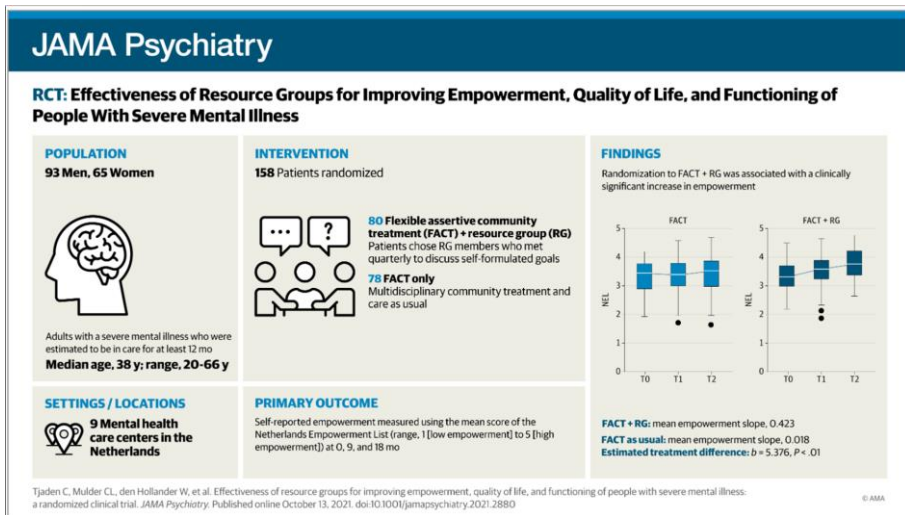 JAMA Psychiatry
RCT: Effectiveness of Resource Groups for Improving Empowerment, Quality of Life, and Functioning of
People With Severe Mental Illness
POPULATION
93 Men, 65 Women
Adults with a severe mental illness who were
estimated to be in care for at least 12 mo
Median age, 38 y; range, 20-66 y
SETTINGS / LOCATIONS
9 Mental health
care centers in the
Netherlands
INTERVENTION
158 Patients randomized
...
?
80 Flexible assertive community
treatment (FACT) + resource group (RG)
Patients chose RG members who met
quarterly to discuss self-formulated goals
78 FACT only
Multidisciplinary community treatment and
care as usual
PRIMARY OUTCOME
Self-reported empowerment measured using the mean score of
the Netherlands Empowerment List (range, 1 [low empowerment] to 5 [high
empowerment]) at 0, 9, and 18 mo
FINDINGS
Randomization to FACT + RG was associated with a clinically
significant increase in empowerment
FACT
5
4
3
2
1
0
NEL
T0 T1 T2
FACT + RG
5
4
3
2
1
0
NEL
T0 T1 T2
FACT + RG: mean empowerment slope, 0.423
FACT as usual: mean empowerment slope, 0.018
Estimated treatment difference: b = 5.376, P < .01
Tjaden C, Mulder CL, den Hollander W, et al. Effectiveness of resource groups for improving empowerment, quality of life, and functioning of people with severe mental illness:
a randomized clinical trial. JAMA Psychiatry. Published online October 13, 2021. doi:10.1001/jamapsychiatry.2021.2880
© AMA